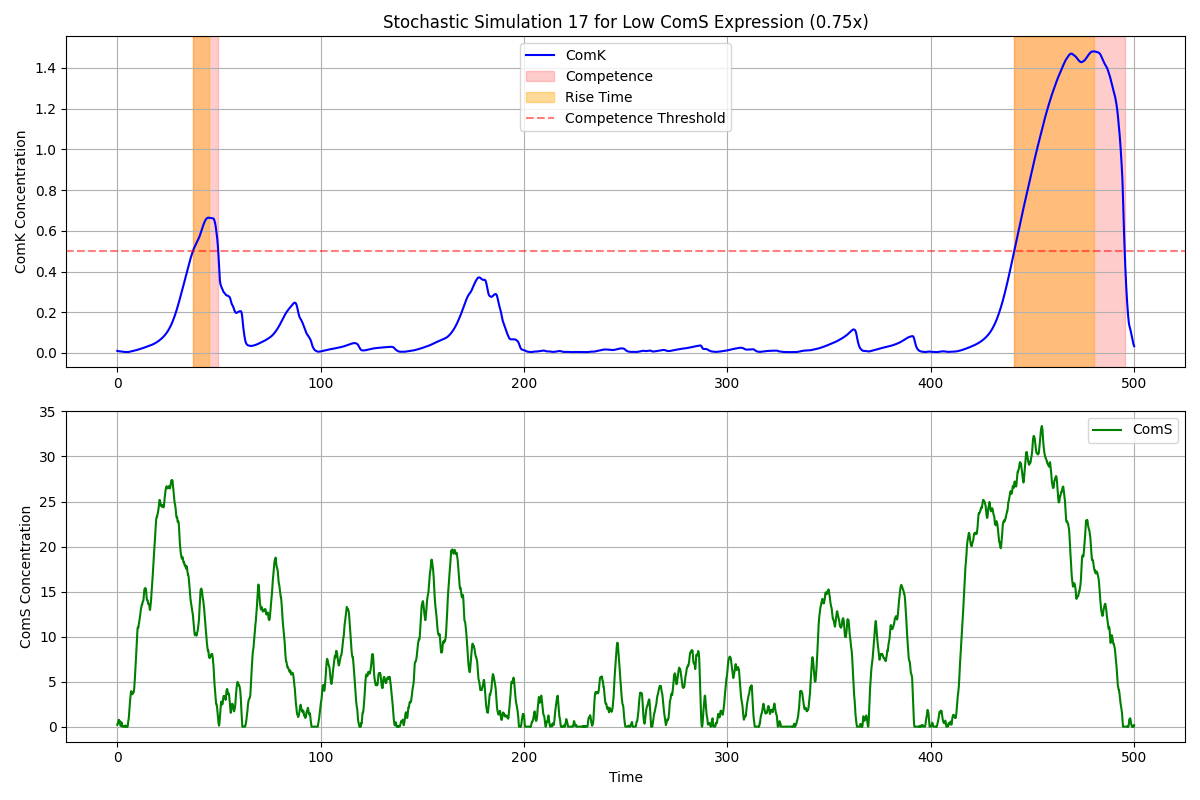 Stochastic Simulation 17 for Low ComS Expression (0.75x)
ComK Concentration
1.4
1.2
1.0
0.8
0.6
0.4
0.2
0.0
ComK
Competence
Rise Time
Competence Threshold
0 100 200 300 400 500
ComS Concentration
35
30
25
20
15
10
5
0
ComS
0 100 200 300 400 500
Time